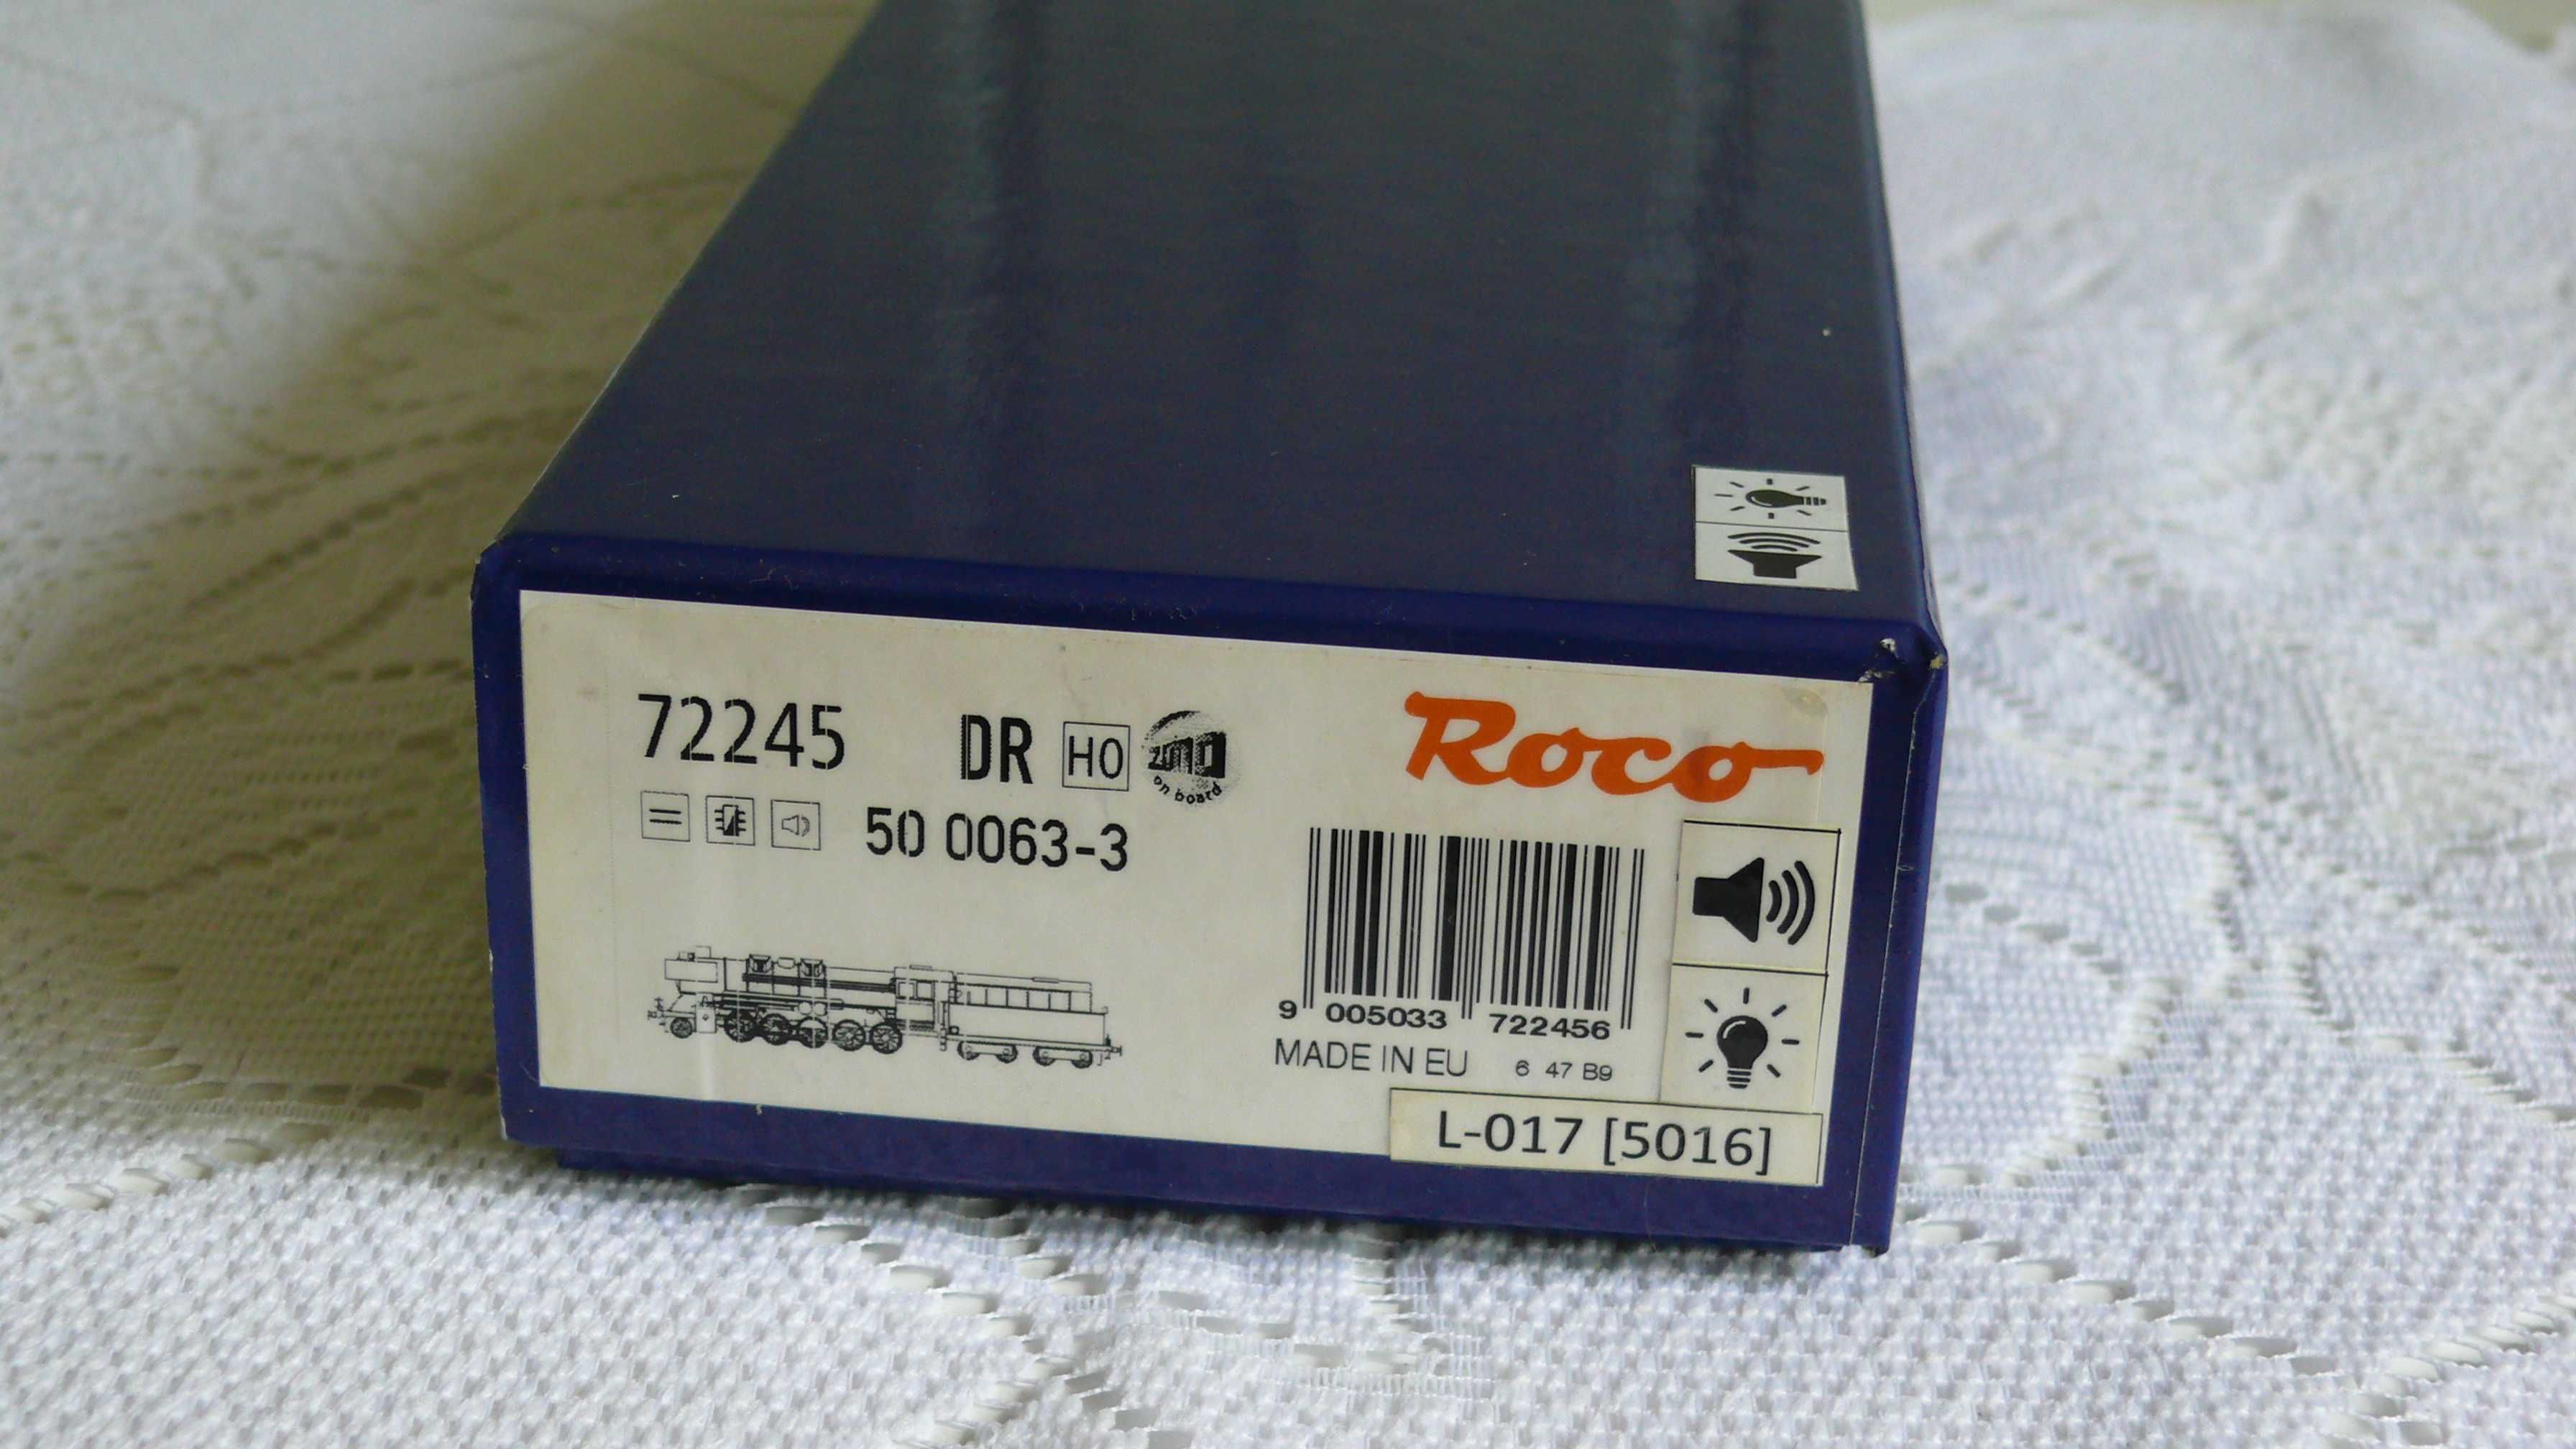 72245 DR H0 ZIMO on board Roco
50 0063-3
9 005033 722456
MADE IN EU 6 47 B9
L-017 [5016]